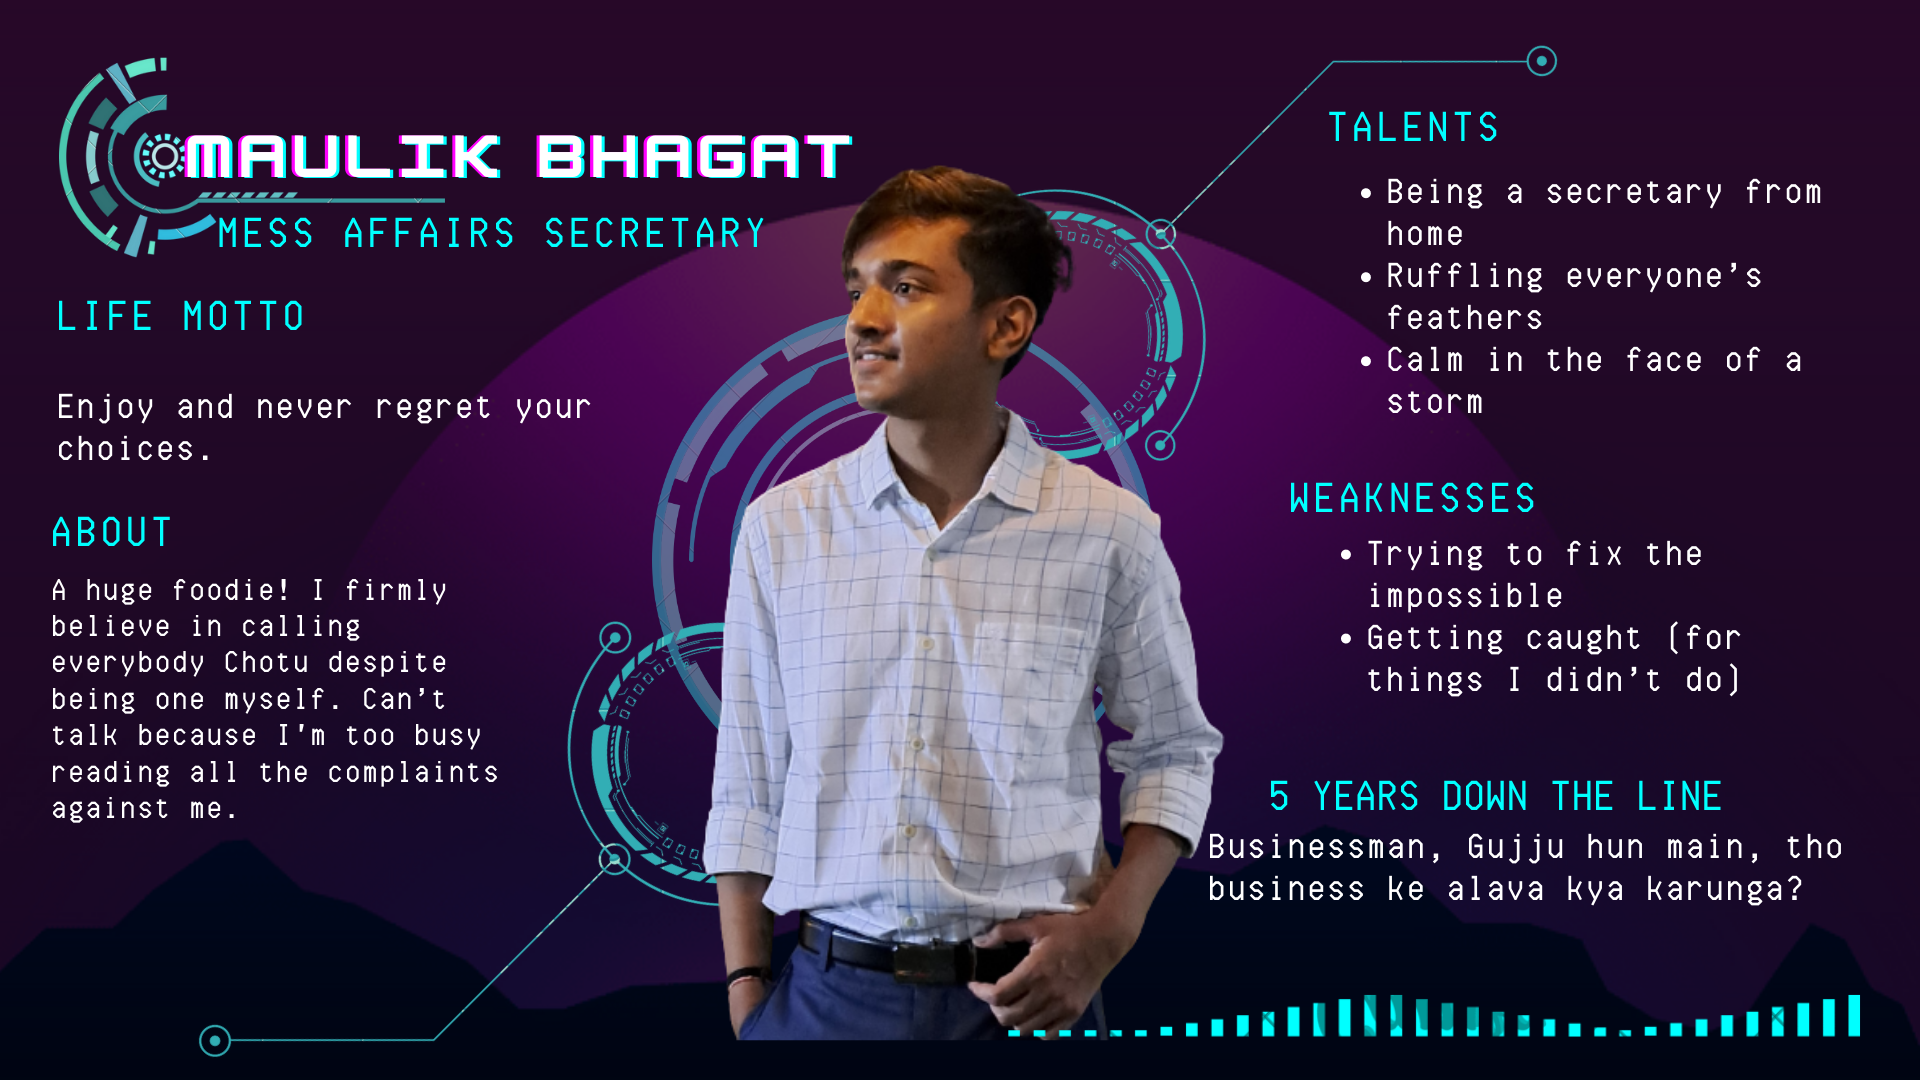 MAULIK BHAGAT
MESS AFFAIRS SECRETARY
LIFE MOTTO
Enjoy and never regret your
choices.
ABOUT
A huge foodie! I firmly
believe in calling
everybody Chotu despite
being one myself. Can't
talk because I'm too busy
reading all the complaints
against me.
TALENTS
• Being a secretary from
home
• Ruffling everyone's
feathers
• Calm in the face of a
storm
WEAKNESSES
• Trying to fix the
impossible
• Getting caught (for
things I didn't do)
5 YEARS DOWN THE LINE
Businessman, Gujju hun main, tho
business ke alava kya karunga?